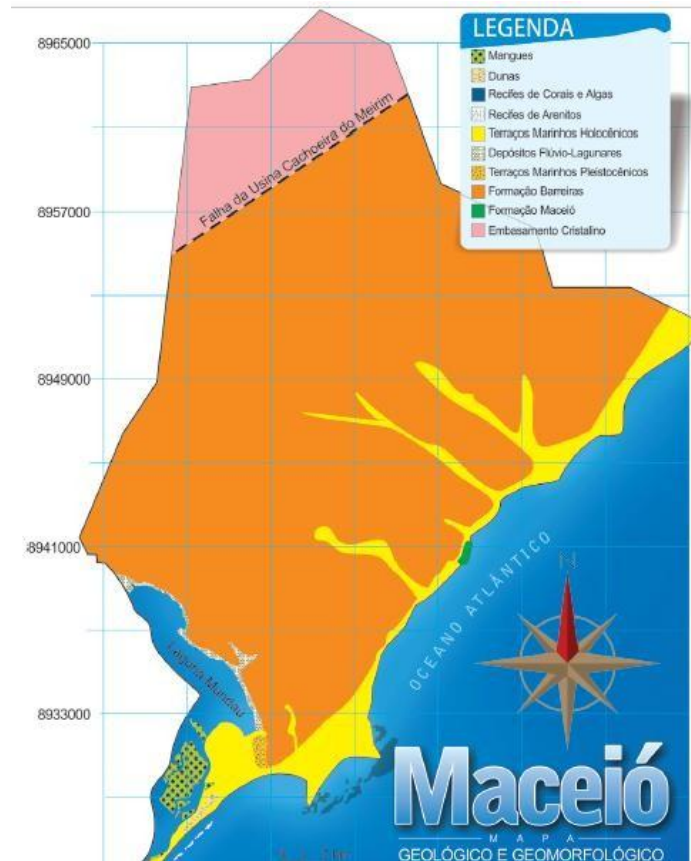 LEGENDA
Mangues
Dunas
Recifes de Corais e Algas
Recifes de Arenitos
Terraços Marinhos Holocênicos
Depósitos Flúvio-Lagunares
Terraços Marinhos Pleistocênicos
Formação Barreiras
Formação Maceió
Embasamento Cristalino
8965000
Falha da Usina Cachoeira do Meirim
8957000
8949000
8941000
OCEANO ATLÂNTICO
N
Laguna Mundaú
8933000
Maceió
MAPA
GEOLÓGICO E GEOMORFOLÓGICO